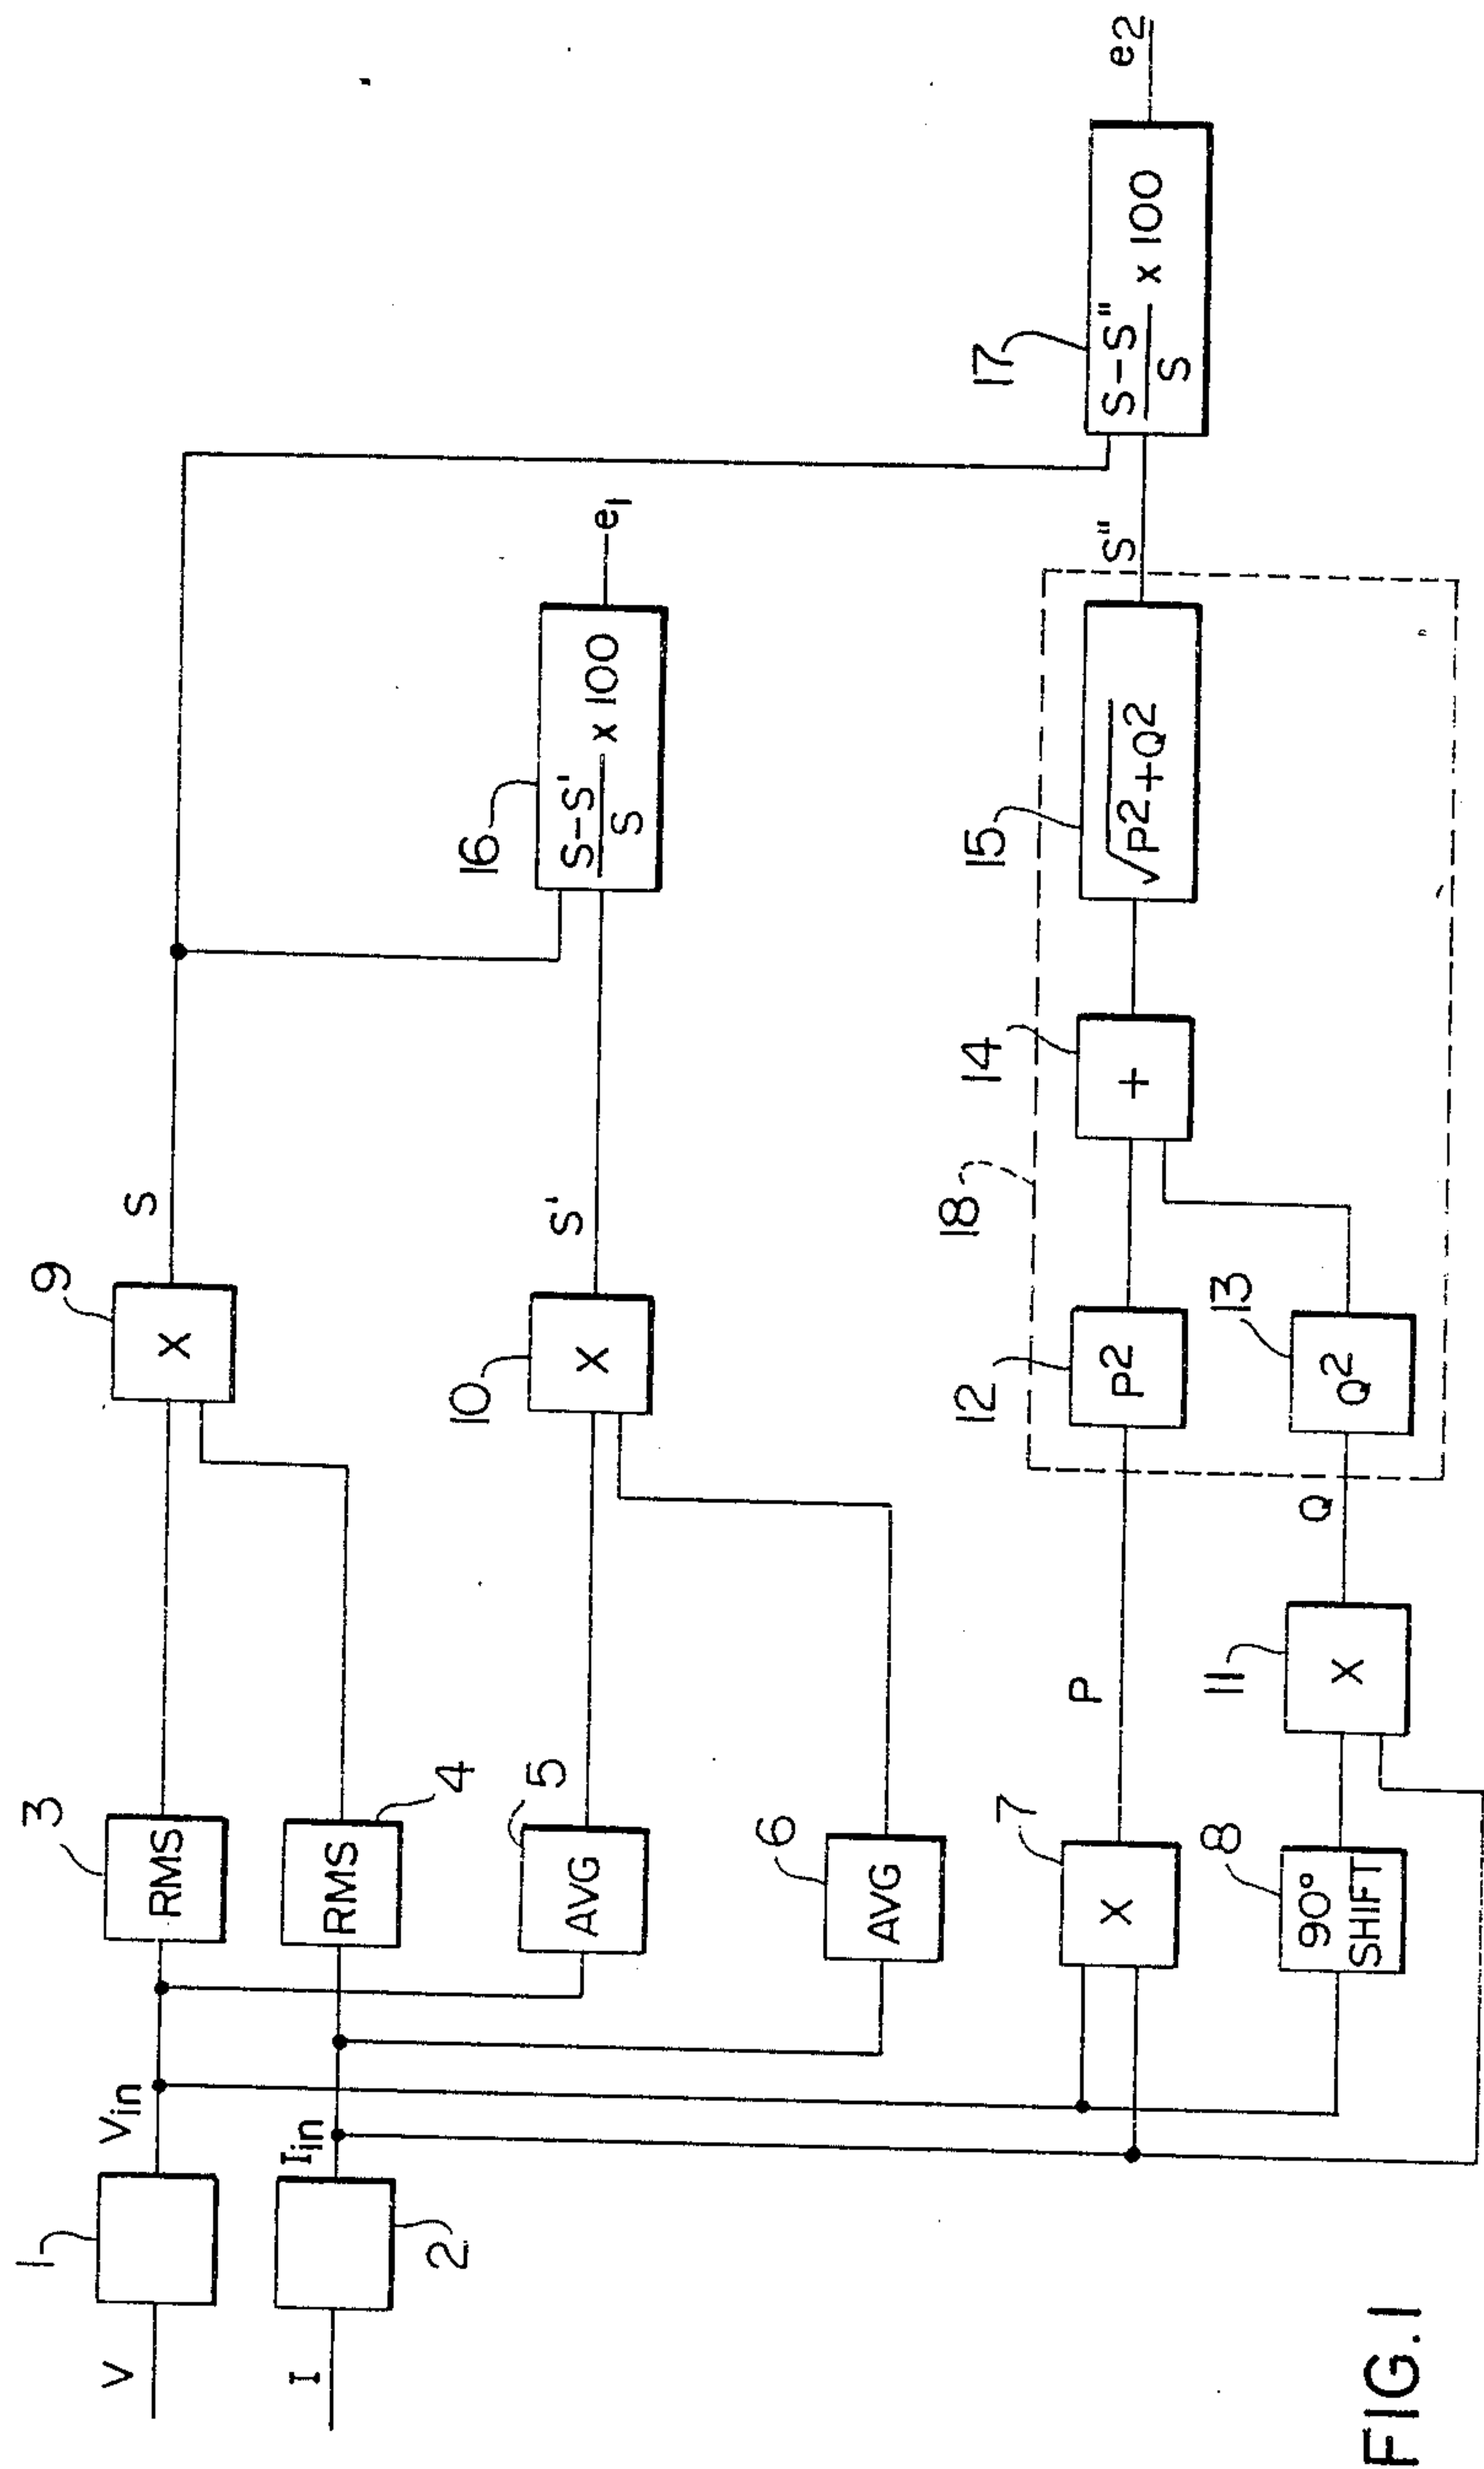 V
1
Vin
3
RMS
9
X
S
I
2
Iin
4
RMS
5
AVG
10
X
S'
16
S-S'
S
x 100
e1
6
AVG
7
X
P
18
12
P2
14
+
15
√P2+Q2
S"
17
S-S"
S
x 100
e2
8
90°
SHIFT
11
X
Q
13
Q2
FIG. 1